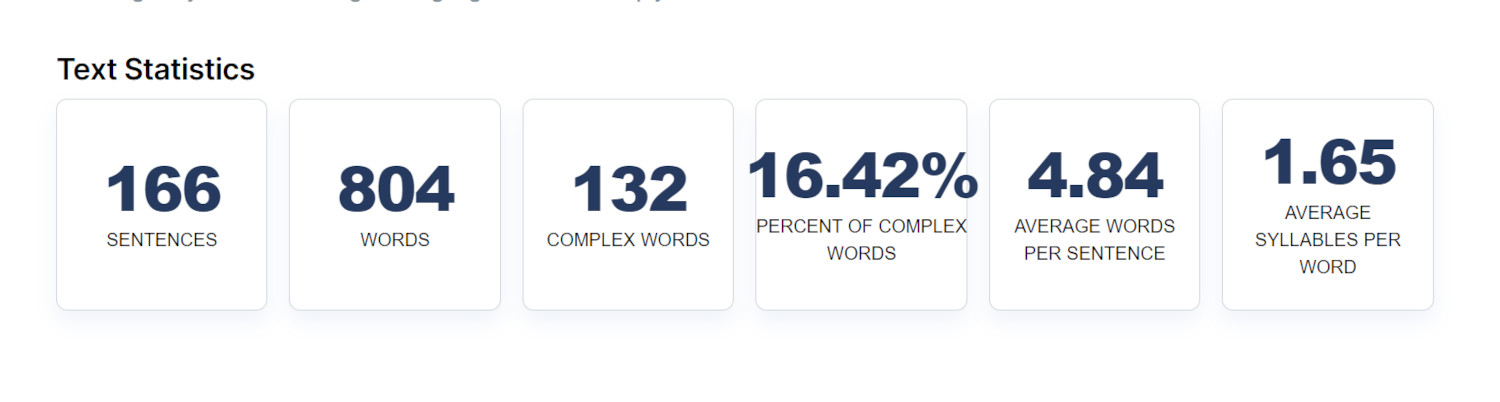 Text Statistics
166
SENTENCES
804
WORDS
132
COMPLEX WORDS
16.42%
PERCENT OF COMPLEX
WORDS
4.84
AVERAGE WORDS
PER SENTENCE
1.65
AVERAGE
SYLLABLES PER
WORD